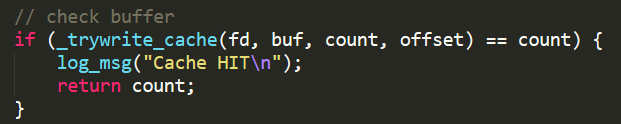 // check buffer
if (_trywrite_cache(fd, buf, count, offset) == count) {
    log_msg("Cache HIT\n");
    return count;
}